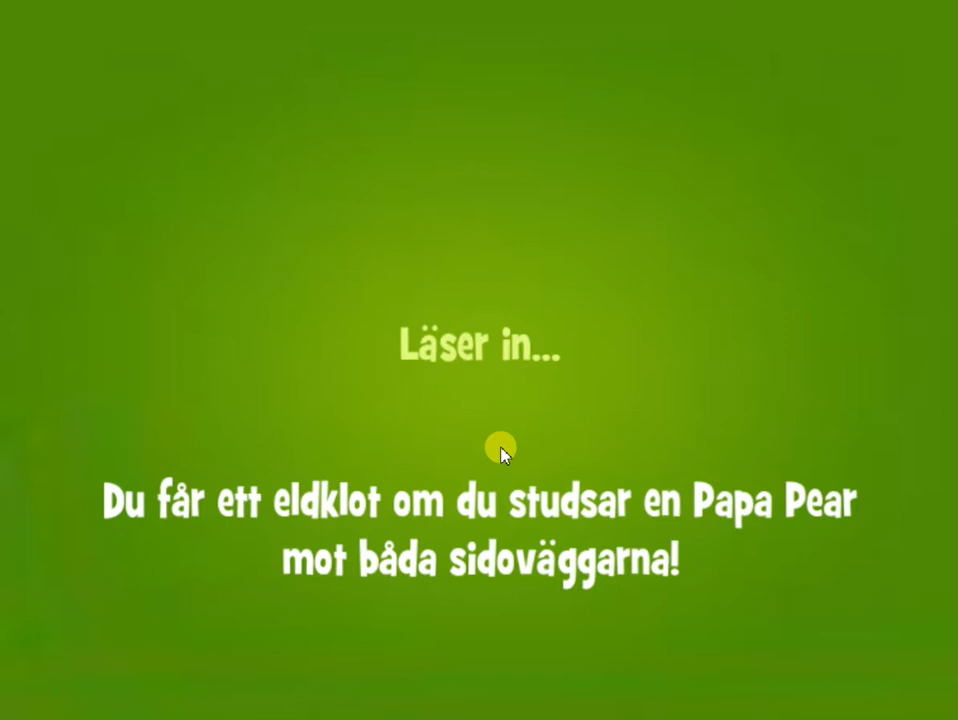 Läser in...
Du får ett eldklot om du studsar en Papa Pear
mot båda sidoväggarna!